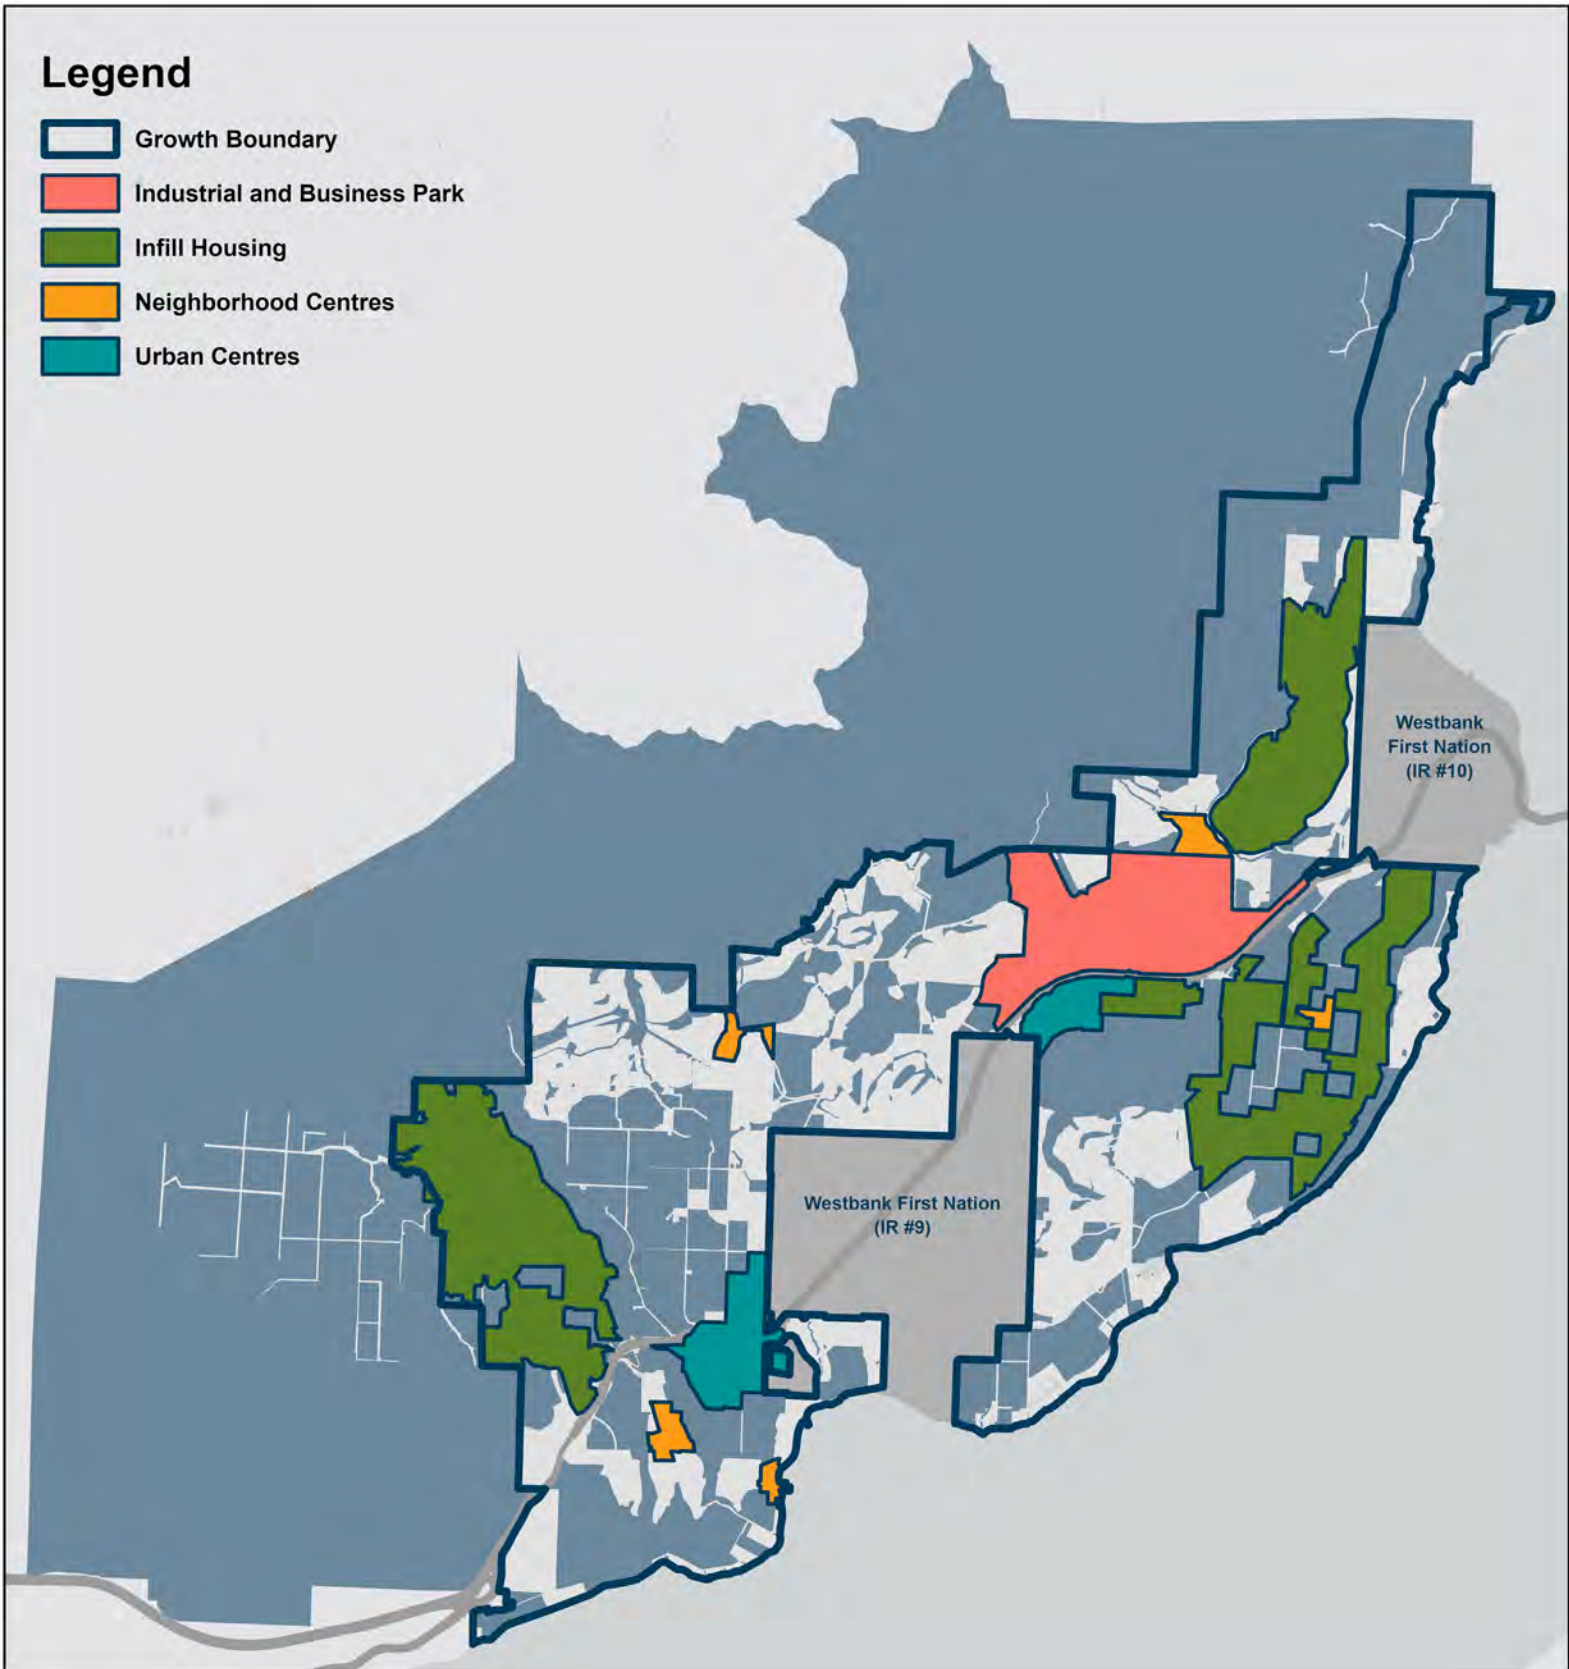 Legend
Growth Boundary
Industrial and Business Park
Infill Housing
Neighborhood Centres
Urban Centres
Westbank
First Nation
(IR #10)
Westbank First Nation
(IR #9)